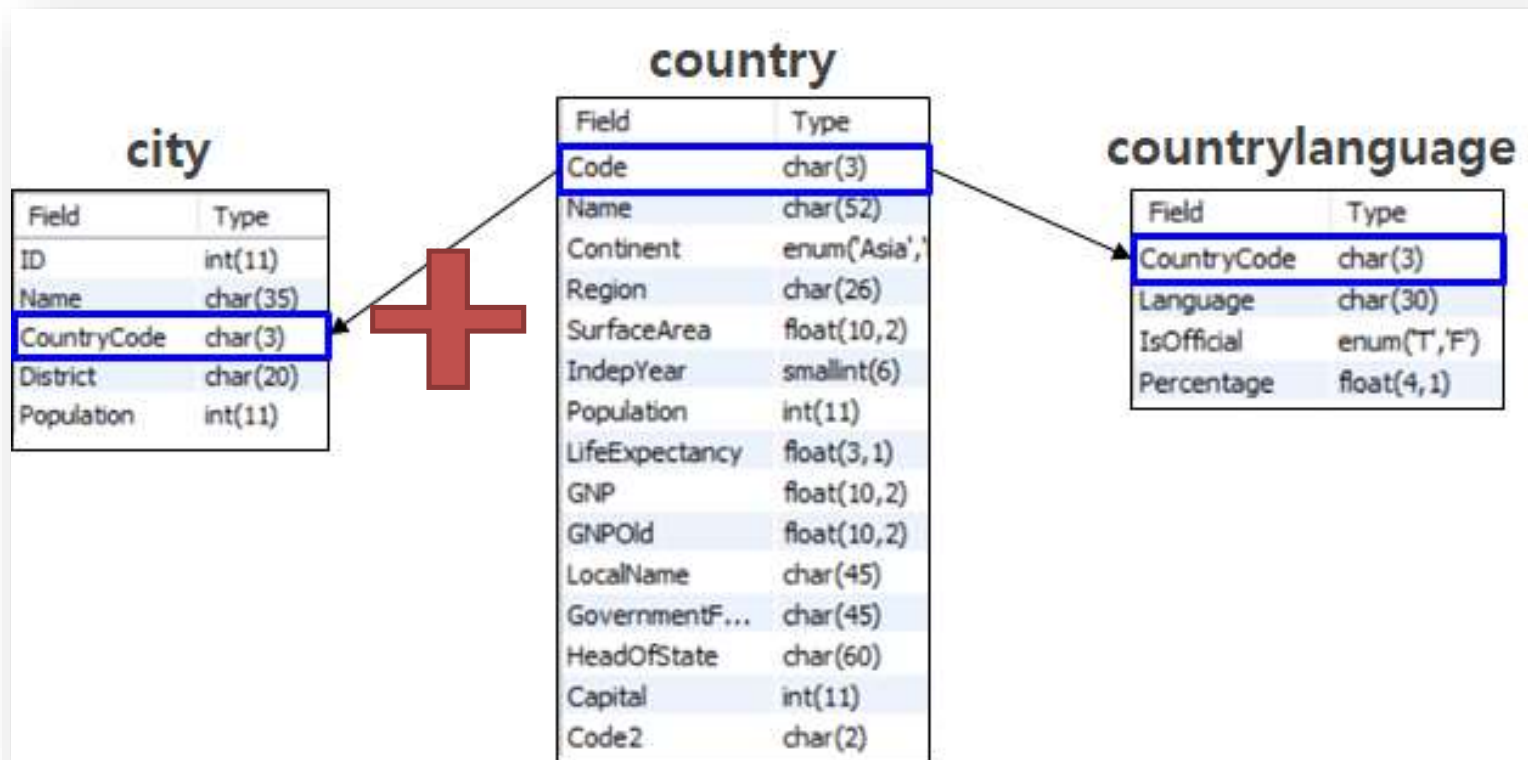 city
Field Type
ID int(11)
Name char(35)
CountryCode char(3)
District char(20)
Population int(11)
country
Field Type
Code char(3)
Name char(52)
Continent enum('Asia','
Region char(26)
SurfaceArea float(10,2)
IndepYear smallint(6)
Population int(11)
LifeExpectancy float(3,1)
GNP float(10,2)
GNPOld float(10,2)
LocalName char(45)
GovernmentF... char(45)
HeadOfState char(60)
Capital int(11)
Code2 char(2)
countrylanguage
Field Type
CountryCode char(3)
Language char(30)
IsOfficial enum('T','F')
Percentage float(4,1)